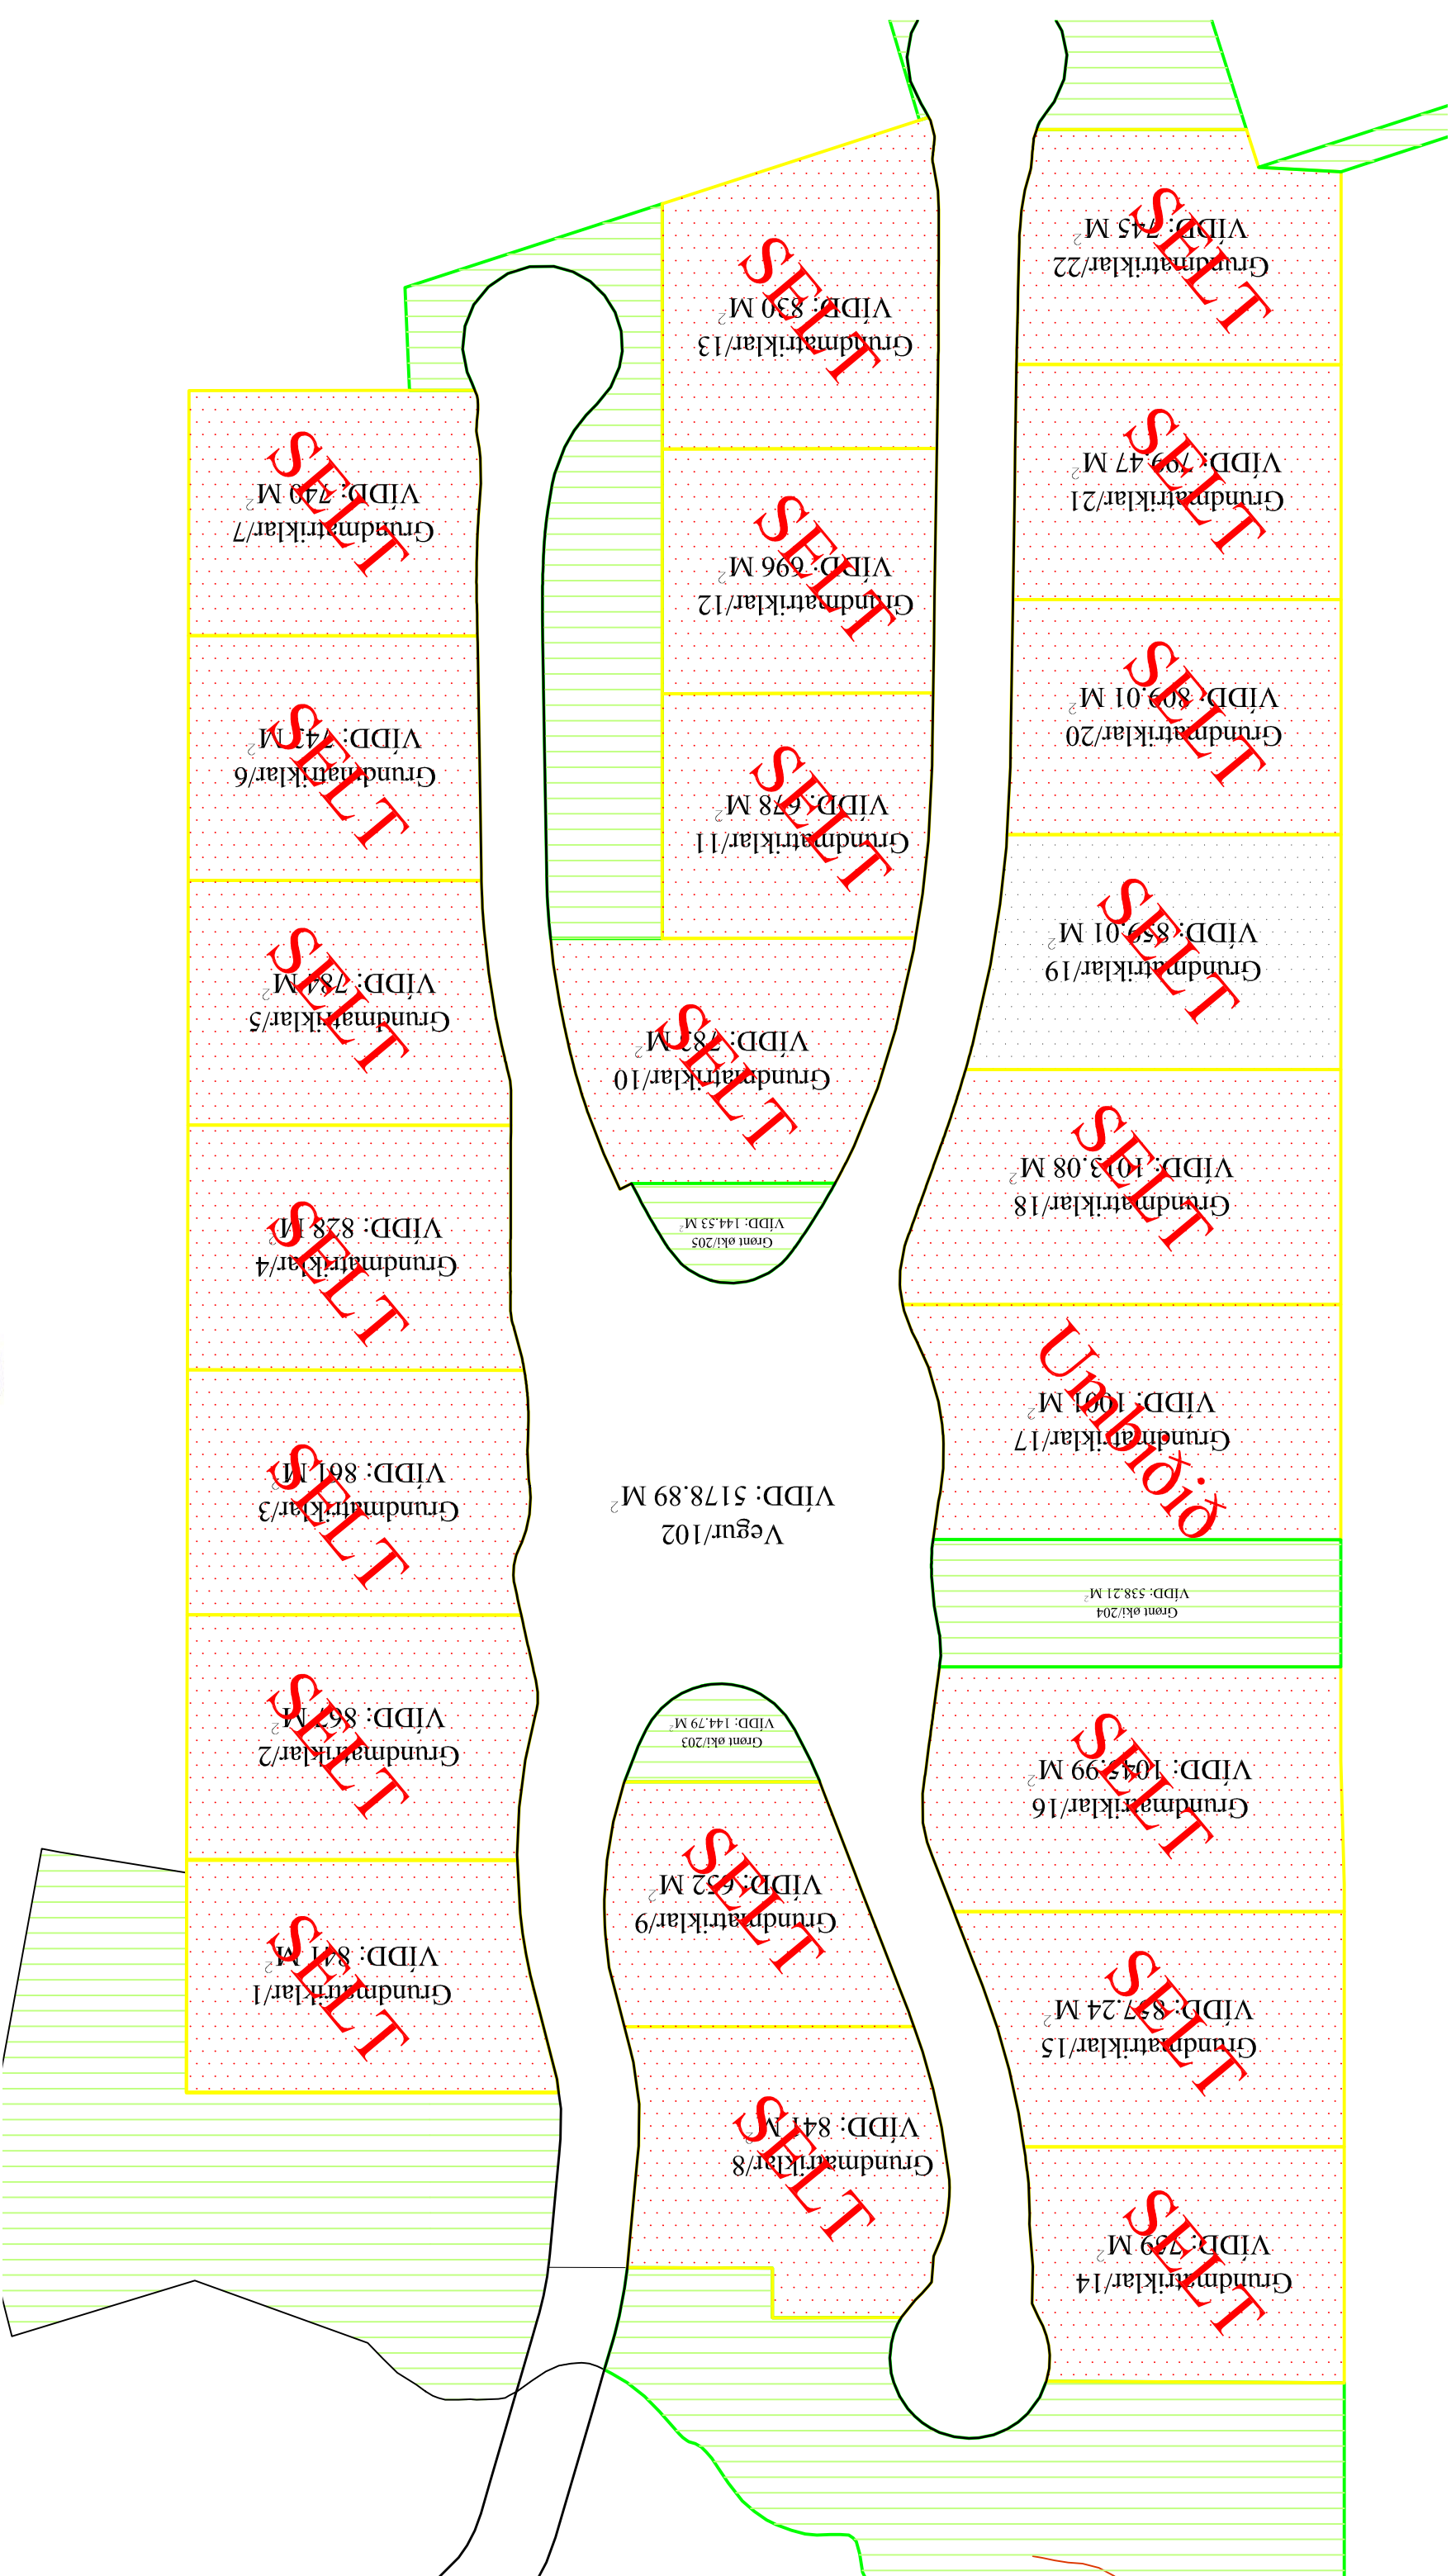 Grundmatriklar/22
VÍDD: 745 M²
SELT
Grundmatriklar/13
VÍDD: 830 M²
SELT
Grundmatriklar/21
VÍDD: 799.47 M²
SELT
Grundmatriklar/7
VÍDD: 740 M²
SELT
Grundmatriklar/12
VÍDD: 696 M²
SELT
Grundmatriklar/20
VÍDD: 809.01 M²
SELT
Grundmatriklar/6
VÍDD: 743 M²
SELT
Grundmatriklar/11
VÍDD: 678 M²
SELT
Grundmatriklar/19
VÍDD: 859.01 M²
SELT
Grundmatriklar/5
VÍDD: 784 M²
SELT
Grundmatriklar/10
VÍDD: 783 M²
SELT
Grundmatriklar/18
VÍDD: 1013.08 M²
SELT
Grønt øki/205
VÍDD: 144.53 M²
Grundmatriklar/4
VÍDD: 828 M²
SELT
Grundmatriklar/17
VÍDD: 1001 M²
Umbiðið
Grundmatriklar/3
VÍDD: 861 M²
SELT
Vegur/102
VÍDD: 5178.89 M²
Grønt øki/204
VÍDD: 538.21 M²
Grundmatriklar/2
VÍDD: 867 M²
SELT
Grønt øki/203
VÍDD: 144.79 M²
Grundmatriklar/16
VÍDD: 1045.99 M²
SELT
Grundmatriklar/9
VÍDD: 652 M²
SELT
Grundmatriklar/1
VÍDD: 841 M²
SELT
Grundmatriklar/15
VÍDD: 857.24 M²
SELT
Grundmatriklar/8
VÍDD: 841 M²
SELT
Grundmatriklar/14
VÍDD: 759 M²
SELT